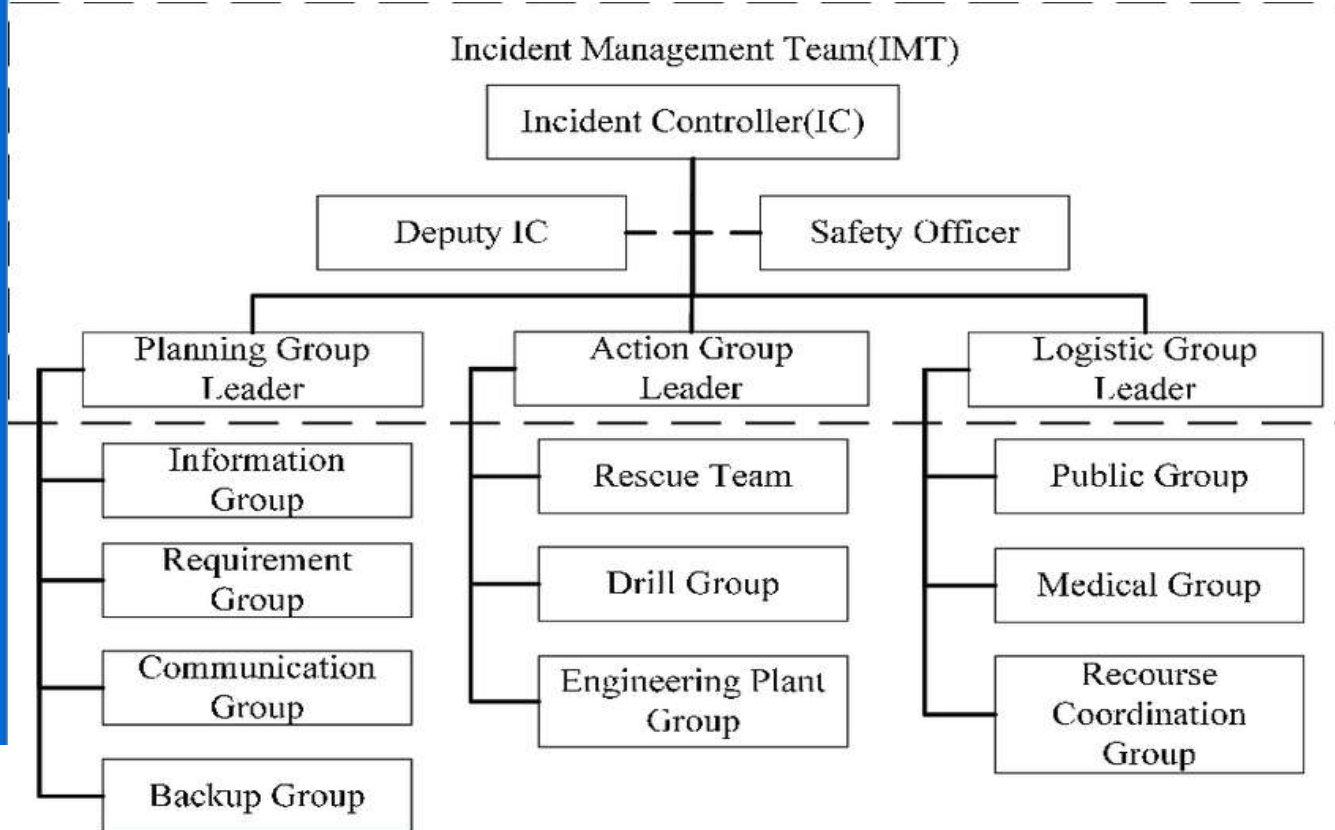 Incident Management Team(IMT)
Incident Controller(IC)
Deputy IC
Safety Officer
Planning Group
Leader
Action Group
Leader
Logistic Group
Leader
Information
Group
Rescue Team
Public Group
Requirement
Group
Drill Group
Medical Group
Communication
Group
Engineering Plant
Group
Recourse
Coordination
Group
Backup Group